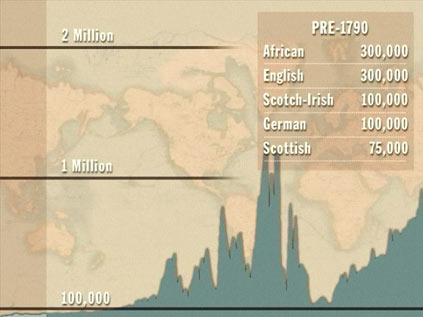 2 Million
1 Million
100,000
PRE-1790
African 300,000
English 300,000
Scotch-Irish 100,000
German 100,000
Scottish 75,000